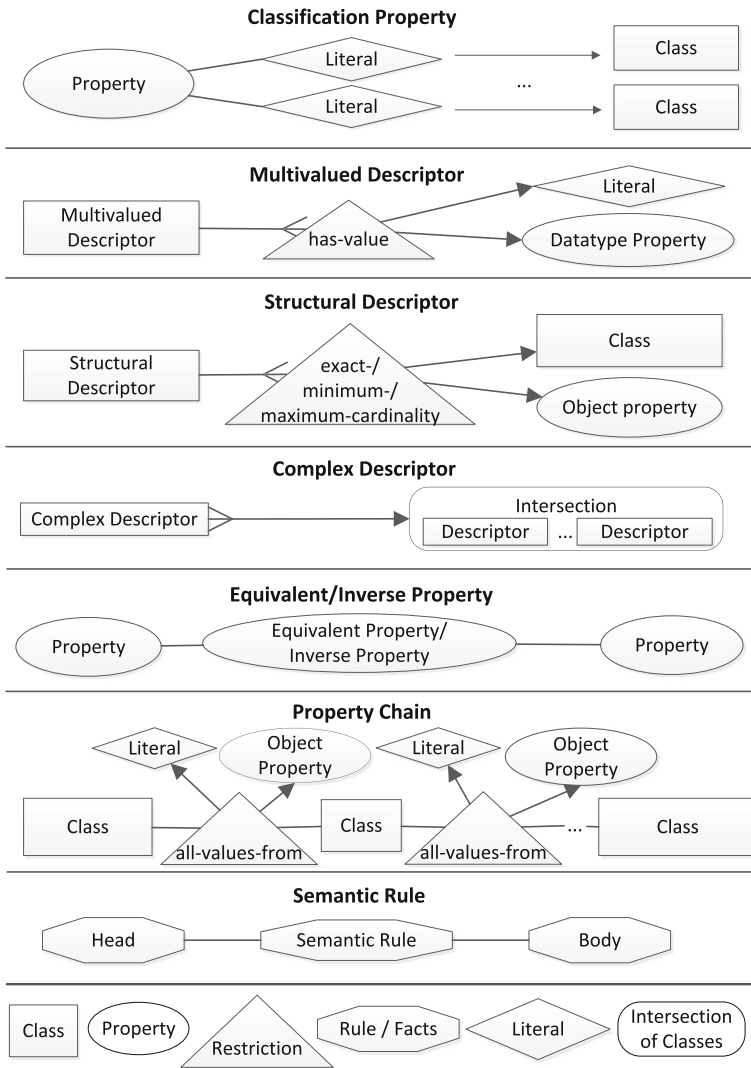 Classification Property
Property
Literal
Class
...
Literal
Class
Multivalued Descriptor
Multivalued
Descriptor
has-value
Literal
Datatype Property
Structural Descriptor
Structural
Descriptor
exact-/
minimum-/
maximum-cardinality
Class
Object property
Complex Descriptor
Complex Descriptor
Intersection
Descriptor ... Descriptor
Equivalent/Inverse Property
Property
Equivalent Property/
Inverse Property
Property
Property Chain
Literal
Object
Property
Literal
Object
Property
Class
all-values-from
Class
all-values-from
...
Class
Semantic Rule
Head
Semantic Rule
Body
Class
Property
Restriction
Rule / Facts
Literal
Intersection
of Classes